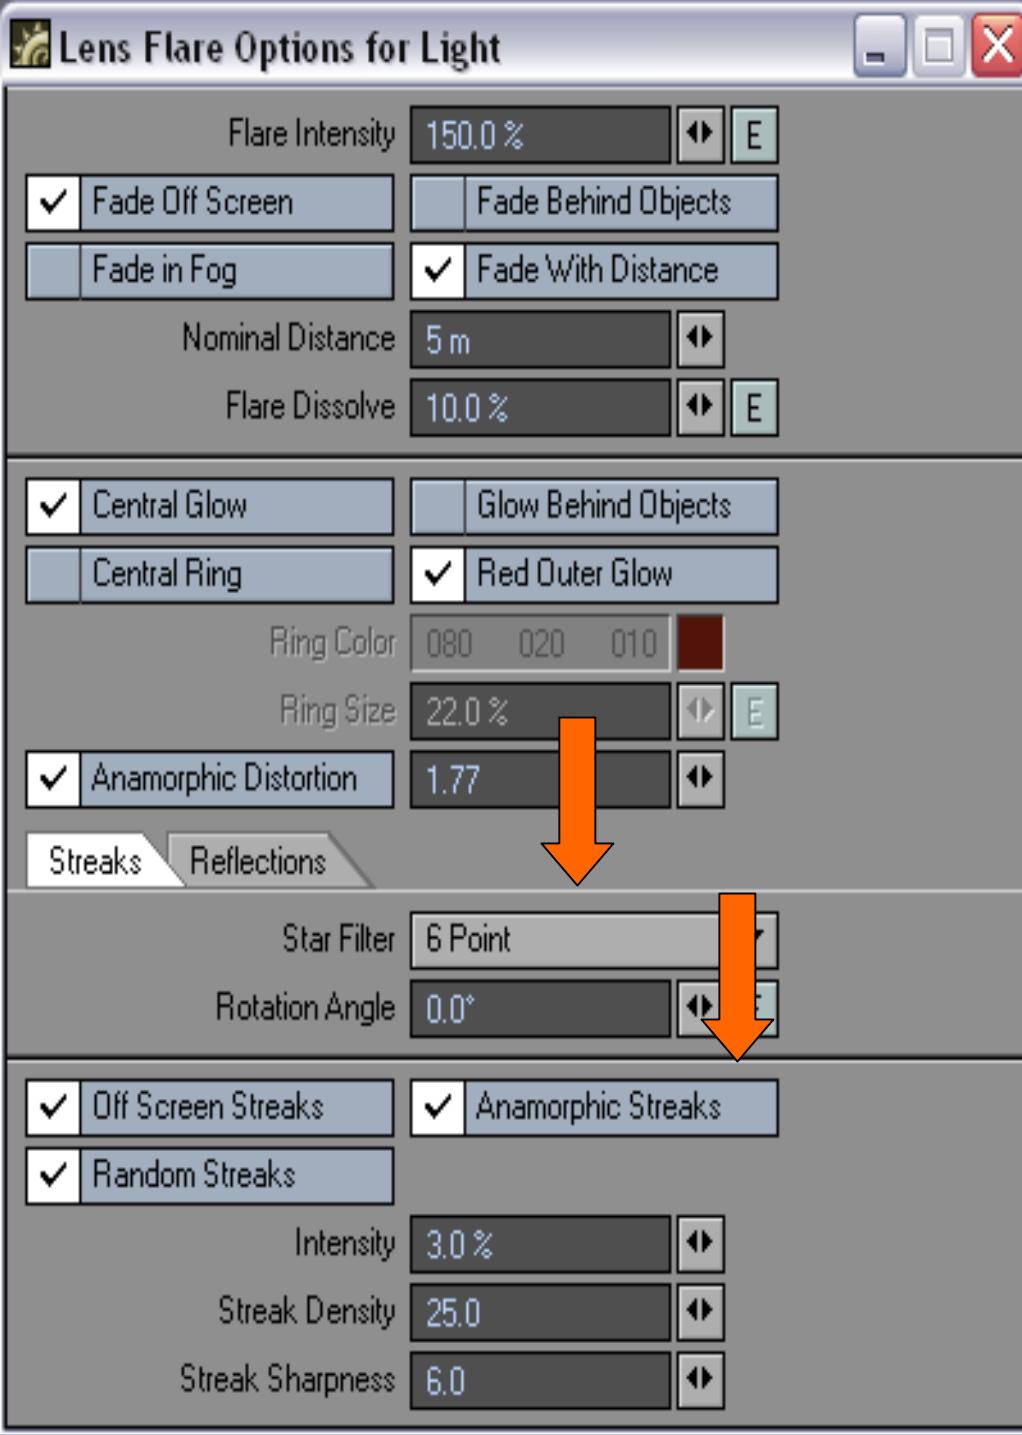 Lens Flare Options for Light
Flare Intensity 150.0 % E
Fade Off Screen Fade Behind Objects
Fade in Fog Fade With Distance
Nominal Distance 5 m
Flare Dissolve 10.0 % E
Central Glow Glow Behind Objects
Central Ring Red Outer Glow
Ring Color 080 020 010
Ring Size 22.0 % E
Anamorphic Distortion 1.77
Streaks Reflections
Star Filter 6 Point
Rotation Angle 0.0°
Off Screen Streaks Anamorphic Streaks
Random Streaks
Intensity 3.0 %
Streak Density 25.0
Streak Sharpness 6.0